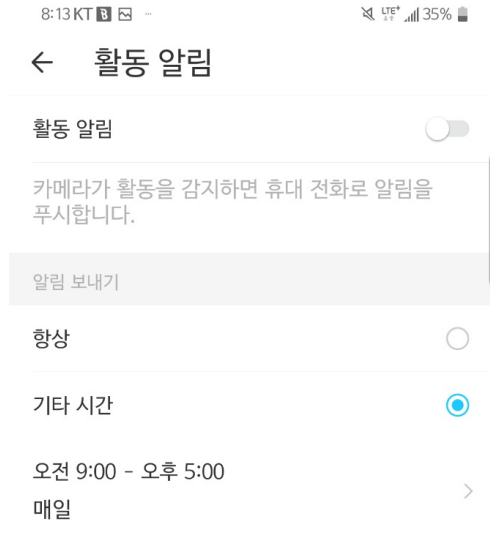 8:13 KT B ... LTE+ 35%
활동 알림
활동 알림
카메라가 활동을 감지하면 휴대 전화로 알림을
푸시합니다.
알림 보내기
항상
기타 시간
오전 9:00 - 오후 5:00
매일